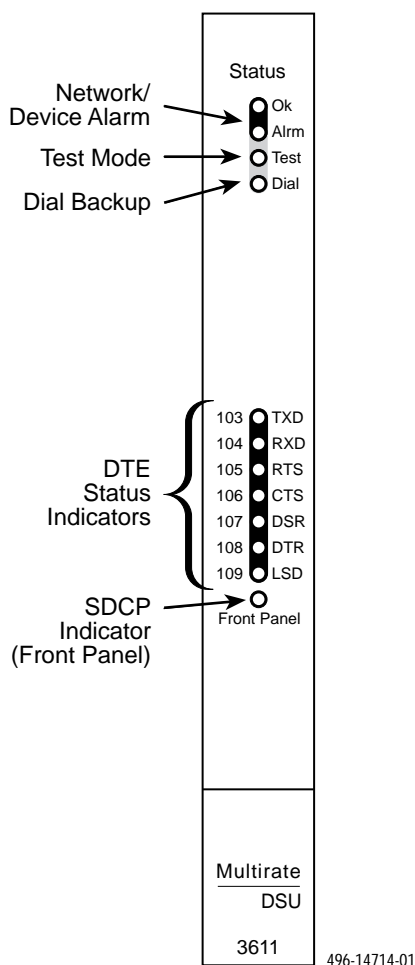 Status
Network/
Device Alarm
Ok
Alrm
Test Mode
Test
Dial Backup
Dial
103 TXD
104 RXD
105 RTS
106 CTS
107 DSR
108 DTR
109 LSD
DTE
Status
Indicators
SDCP
Indicator
(Front Panel)
Front Panel
Multirate
DSU
3611
496-14714-01